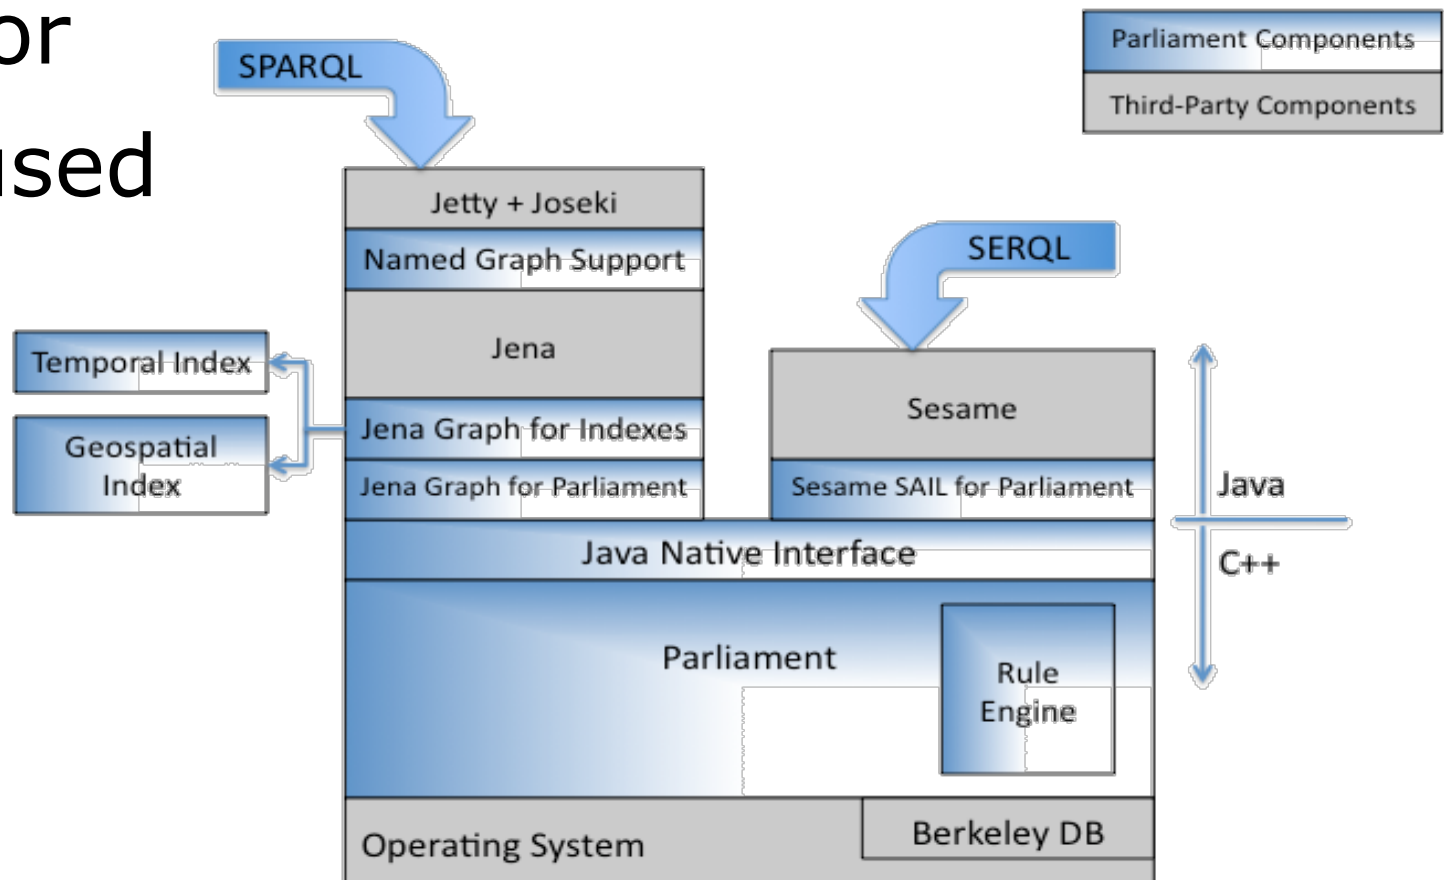 or
used
SPARQL
Parliament Components
Third-Party Components
Jetty + Joseki
Named Graph Support
SERQL
Jena
Temporal Index
Geospatial
Index
Jena Graph for Indexes
Jena Graph for Parliament
Sesame
Sesame SAIL for Parliament
Java
C++
Java Native Interface
Parliament
Rule
Engine
Operating System
Berkeley DB